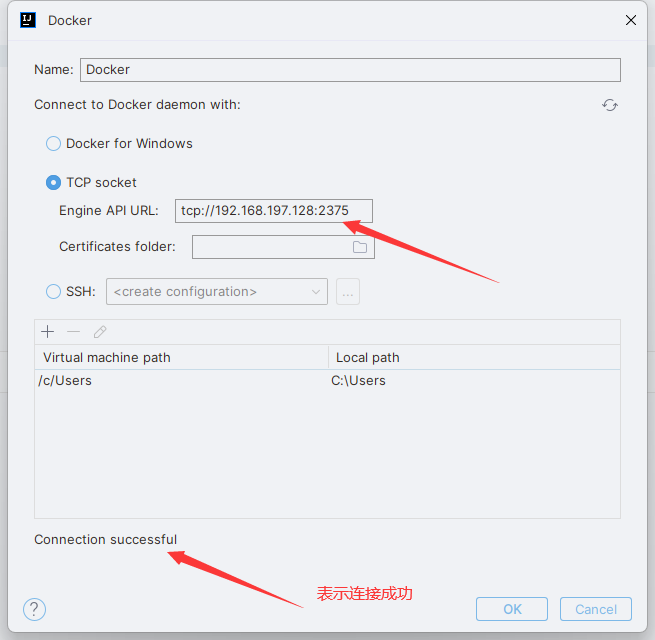 Docker
Name: Docker
Connect to Docker daemon with:
Docker for Windows
TCP socket
Engine API URL: tcp://192.168.197.128:2375
Certificates folder:
SSH: <create configuration> ...
Virtual machine path Local path
/c/Users C:\Users
Connection successful
表示连接成功
? OK Cancel